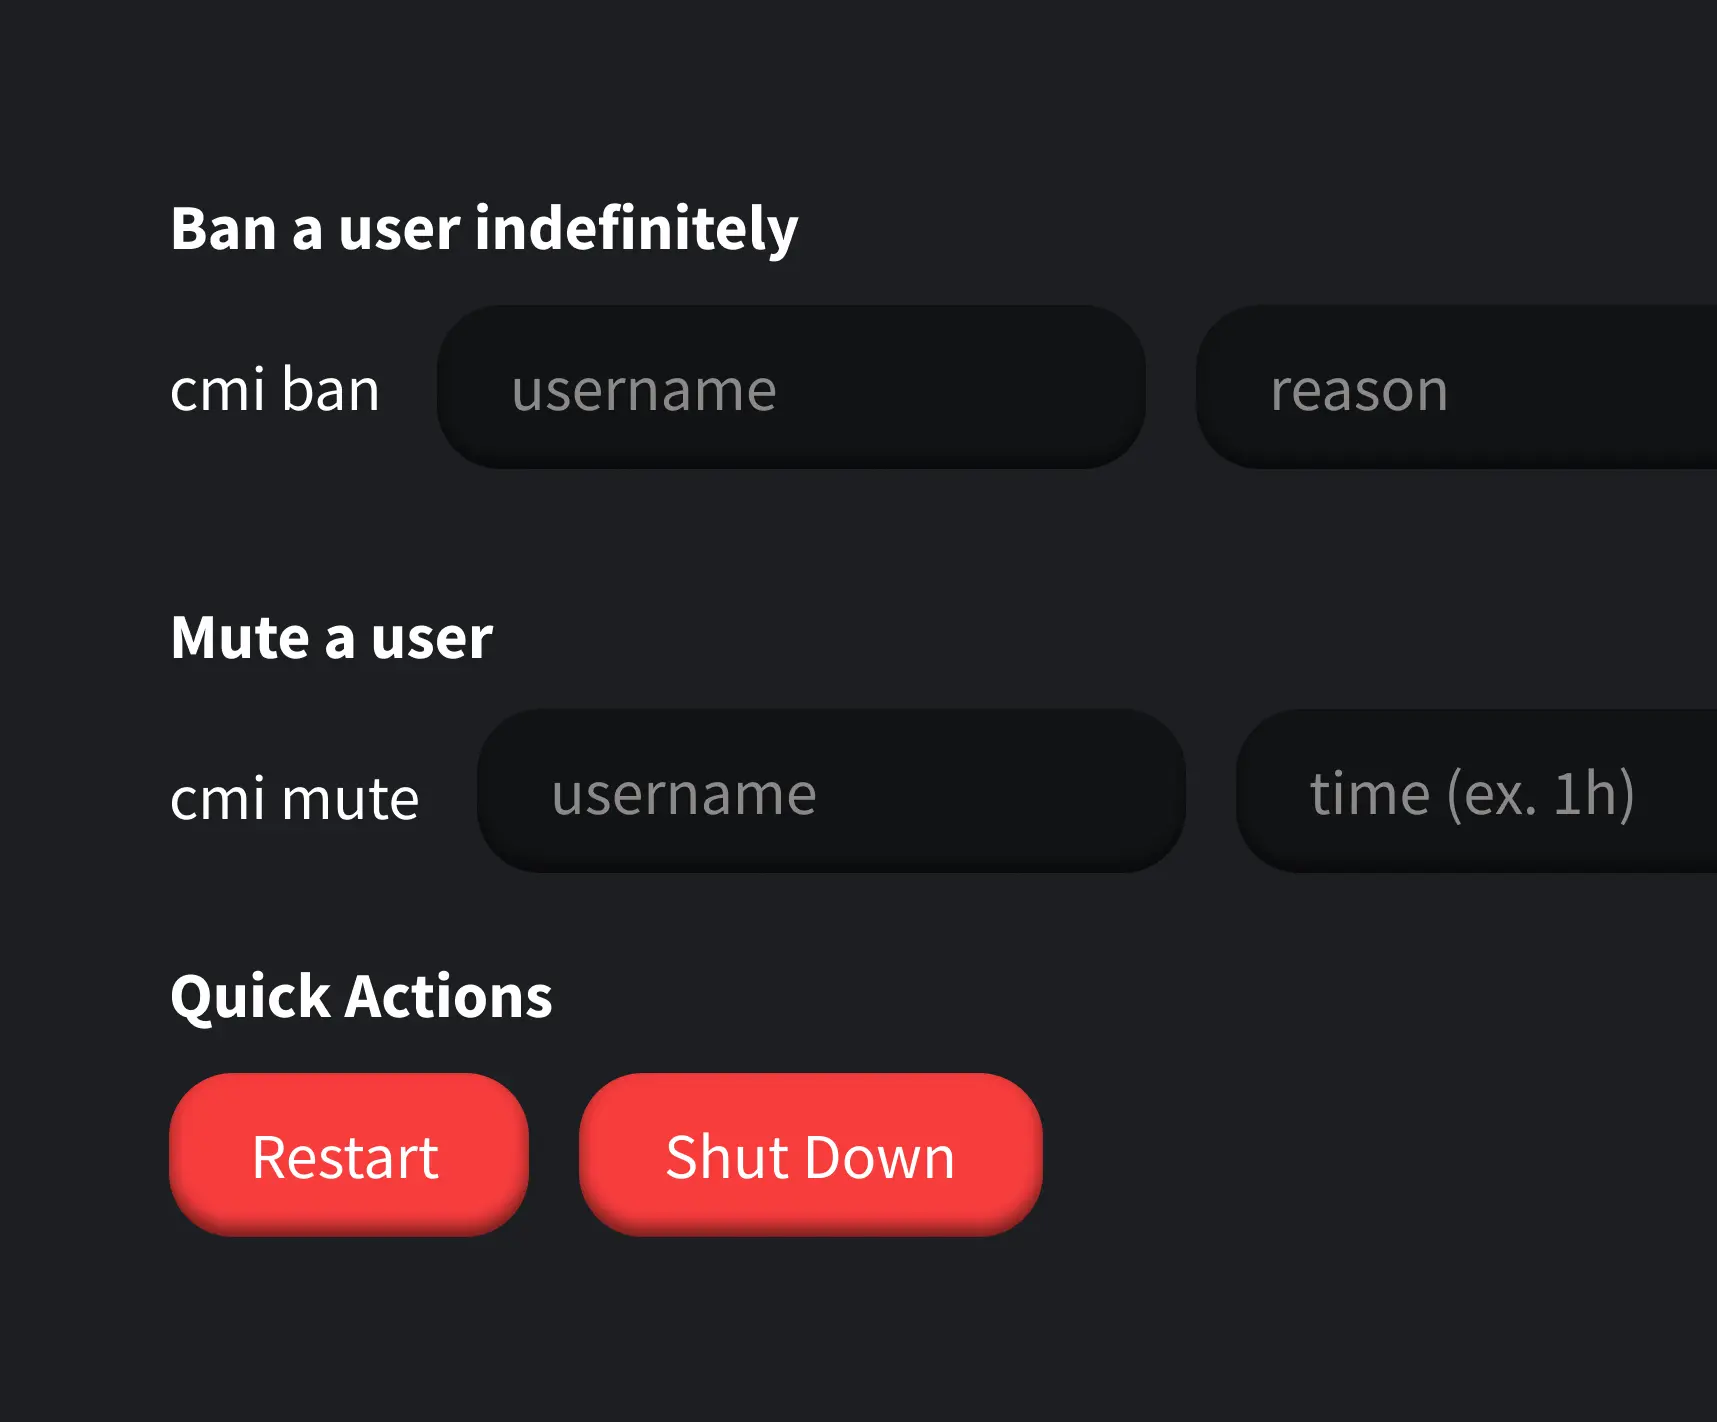 Ban a user indefinitely
cmi ban username reason
Mute a user
cmi mute username time (ex. 1h)
Quick Actions
Restart Shut Down